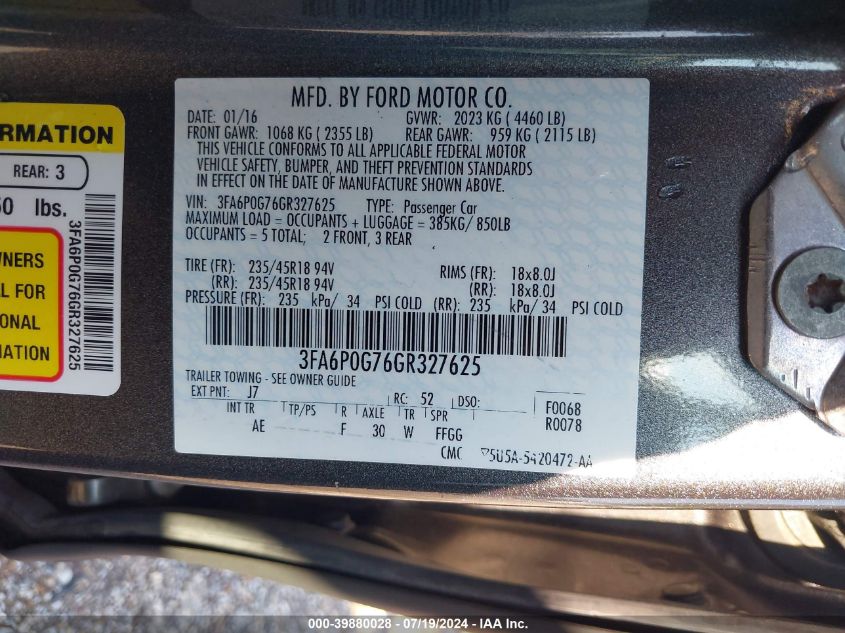 MFD. BY FORD MOTOR CO.
DATE: 01/16 GVWR: 2023 KG ( 4460 LB)
FRONT GAWR: 1068 KG ( 2355 LB) REAR GAWR: 959 KG ( 2115 LB)
THIS VEHICLE CONFORMS TO ALL APPLICABLE FEDERAL MOTOR
VEHICLE SAFETY, BUMPER, AND THEFT PREVENTION STANDARDS
IN EFFECT ON THE DATE OF MANUFACTURE SHOWN ABOVE.
VIN: 3FA6P0G76GR327625 TYPE: Passenger Car
MAXIMUM LOAD = OCCUPANTS + LUGGAGE = 385KG/ 850LB
OCCUPANTS = 5 TOTAL; 2 FRONT, 3 REAR
TIRE (FR): 235/45R18 94V RIMS (FR): 18x8.0J
(RR): 235/45R18 94V (RR): 18x8.0J
PRESSURE (FR): 235 kPa/ 34 PSI COLD (RR): 235 kPa/ 34 PSI COLD
3FA6P0G76GR327625
TRAILER TOWING - SEE OWNER GUIDE
EXT PNT: J7 RC: 52 DSO: F0068
INT TR TP/PS R AXLE TR SPR R0078
AE F 30 W FFGG
CMC 5U5A-5420472-AA
RMATION
REAR: 3
50 lbs.
WNERS
L FOR
ONAL
MATION
3FA6P0G76GR327625
000-39880028 - 07/19/2024 - IAA Inc.